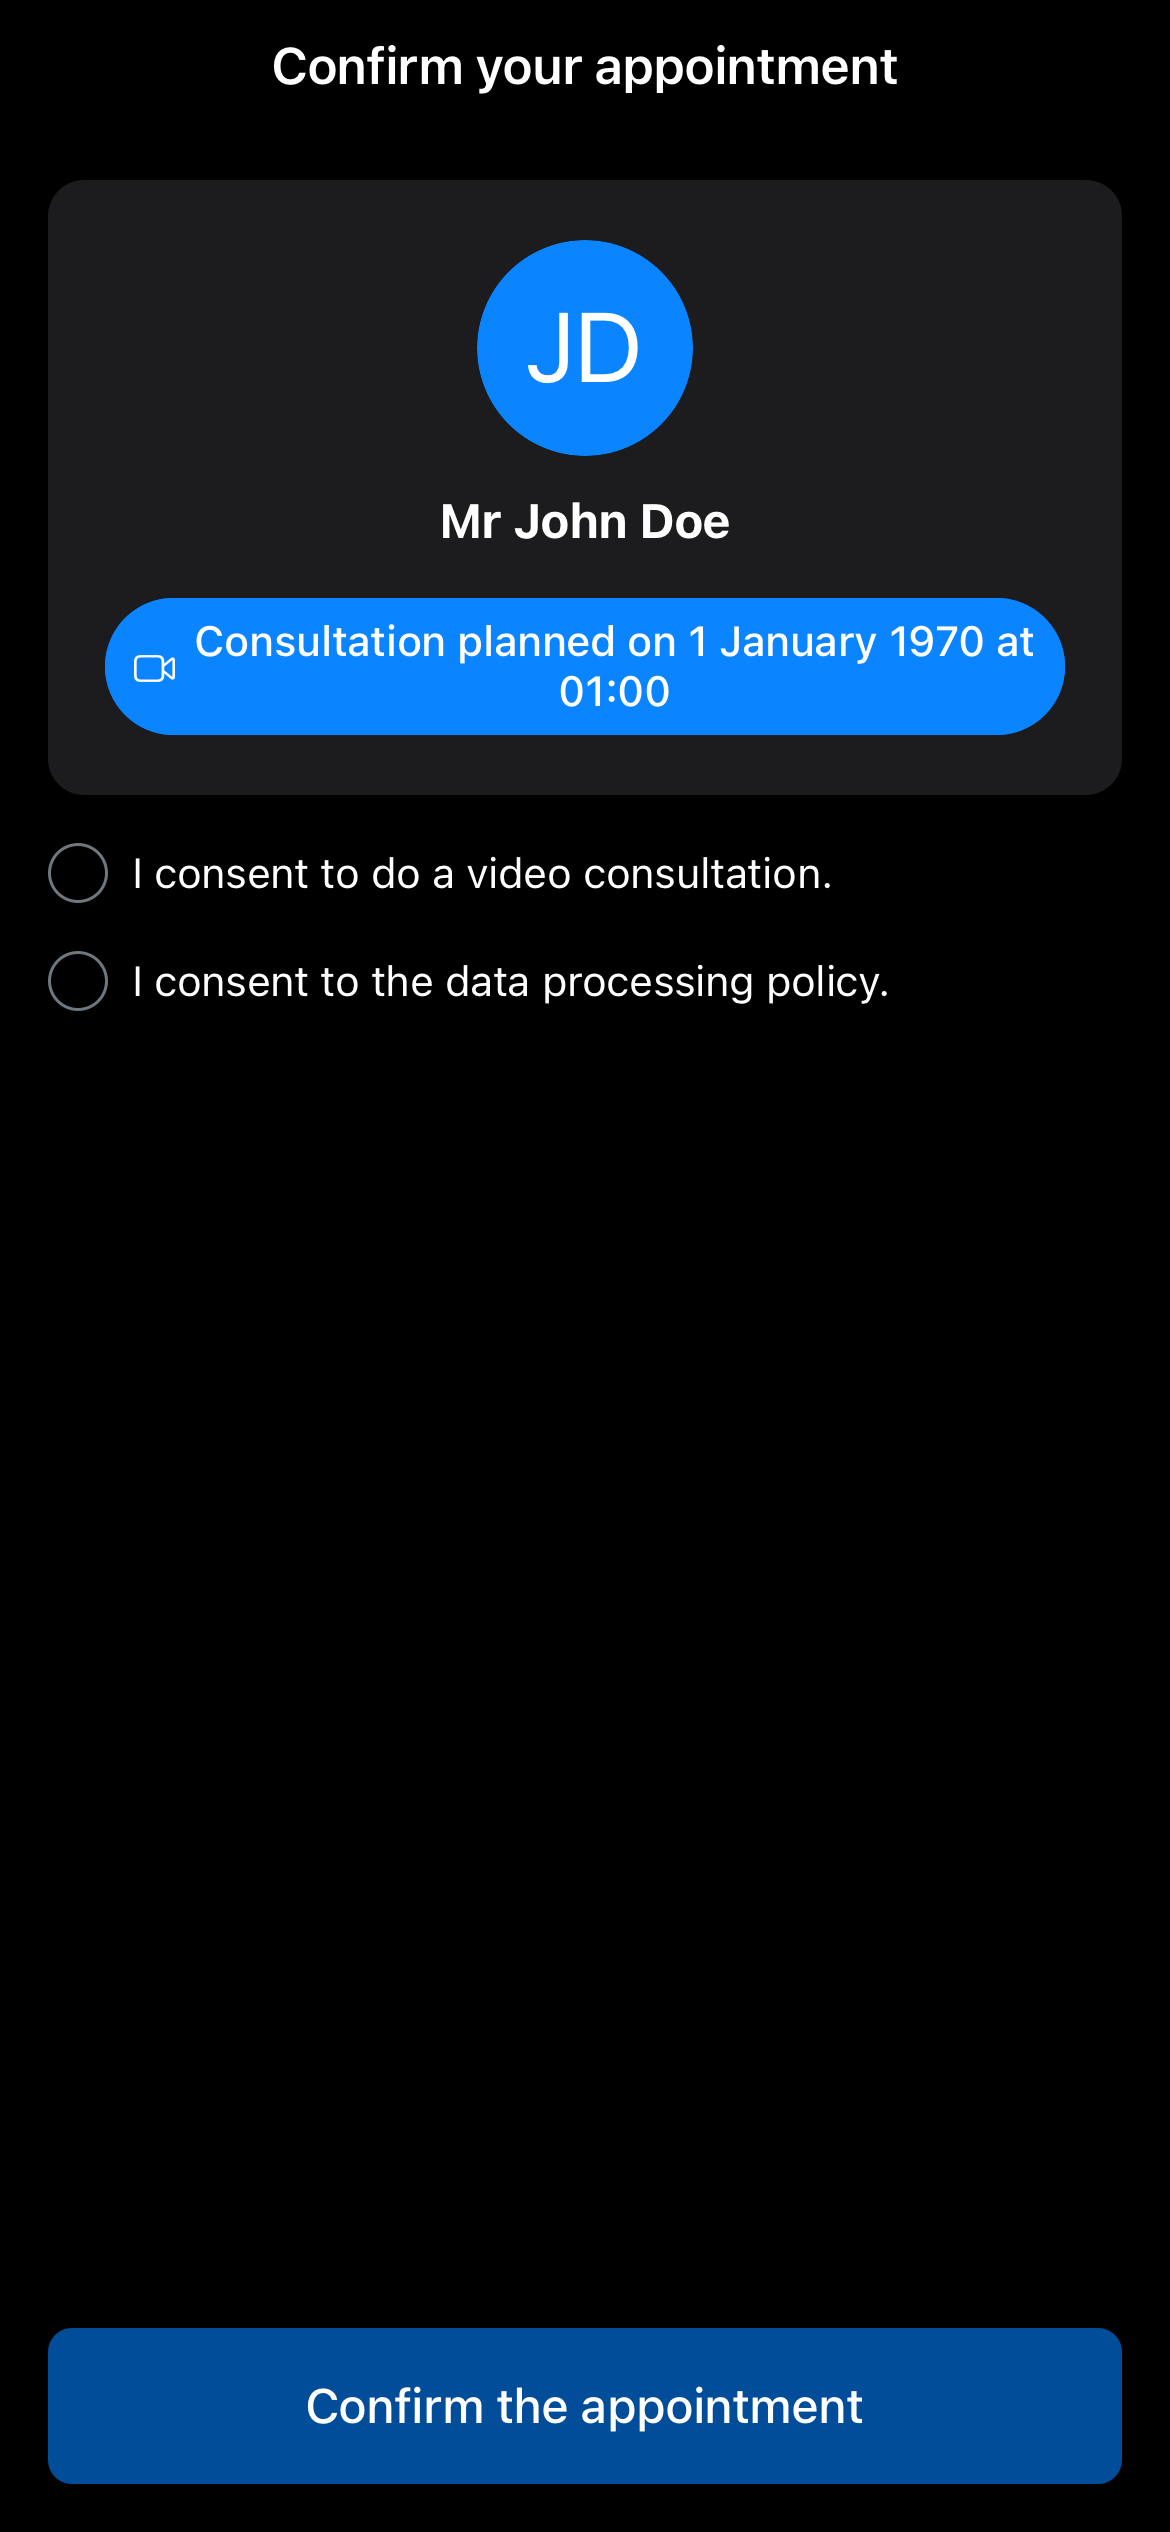 Confirm your appointment
JD
Mr John Doe
Consultation planned on 1 January 1970 at
01:00
I consent to do a video consultation.
I consent to the data processing policy.
Confirm the appointment